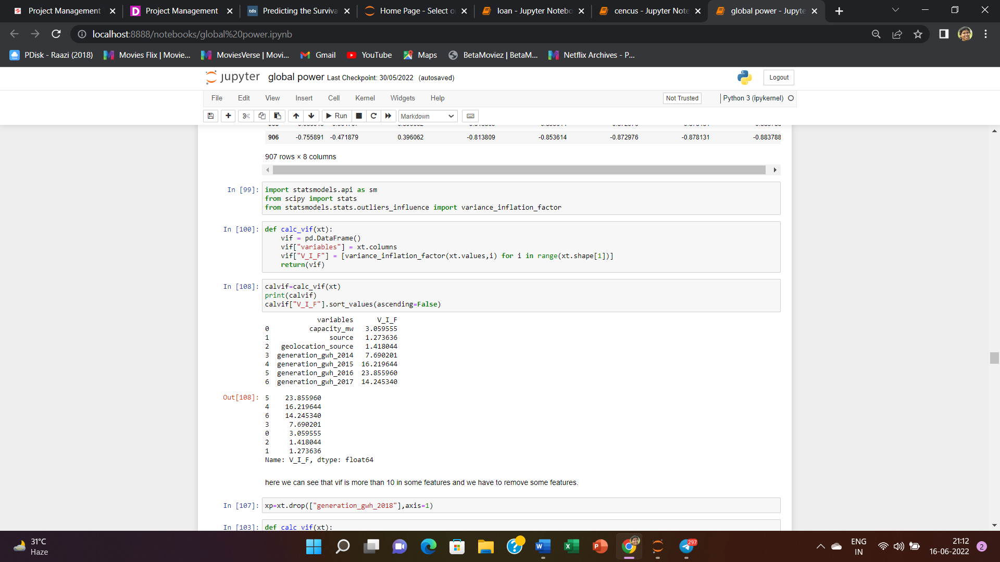 Project Management
Project Management
tds Predicting the Surviva
Home Page - Select o
loan - Jupyter Notebo
cencus - Jupyter Note
global power - Jupyte
localhost:8888/notebooks/global%20power.ipynb
PDisk - Raazi (2018)
Movies Flix | Movie...
MoviesVerse | Movi...
Gmail
YouTube
Maps
BetaMoviez | BetaM...
Netflix Archives - P...
jupyter global power Last Checkpoint: 30/05/2022 (autosaved)
Logout
File Edit View Insert Cell Kernel Widgets Help
Not Trusted
Python 3 (ipykernel)
Run
Markdown
906 -0.755891 -0.471879 0.396062 -0.813809 -0.853614 -0.872976 -0.878131 -0.883788
907 rows × 8 columns
In [99]: import statsmodels.api as sm
from scipy import stats
from statsmodels.stats.outliers_influence import variance_inflation_factor
In [100]: def calc_vif(xt):
    vif = pd.DataFrame()
    vif["variables"] = xt.columns
    vif["V_I_F"] = [variance_inflation_factor(xt.values,i) for i in range(xt.shape[1])]
    return(vif)
In [108]: calvif=calc_vif(xt)
print(calvif)
calvif["V_I_F"].sort_values(ascending=False)
variables V_I_F
0 capacity_mw 3.059555
1 source 1.273636
2 geolocation_source 1.418044
3 generation_gwh_2014 7.690201
4 generation_gwh_2015 16.219644
5 generation_gwh_2016 23.855960
6 generation_gwh_2017 14.245340
Out[108]: 5 23.855960
4 16.219644
6 14.245340
3 7.690201
0 3.059555
2 1.418044
1 1.273636
Name: V_I_F, dtype: float64
here we can see that vif is more than 10 in some features and we have to remove some features.
In [107]: xp=xt.drop(["generation_gwh_2018"],axis=1)
In [103]: def calc_vif(xt):
31°C
Haze
297
ENG
IN
21:12
16-06-2022
2